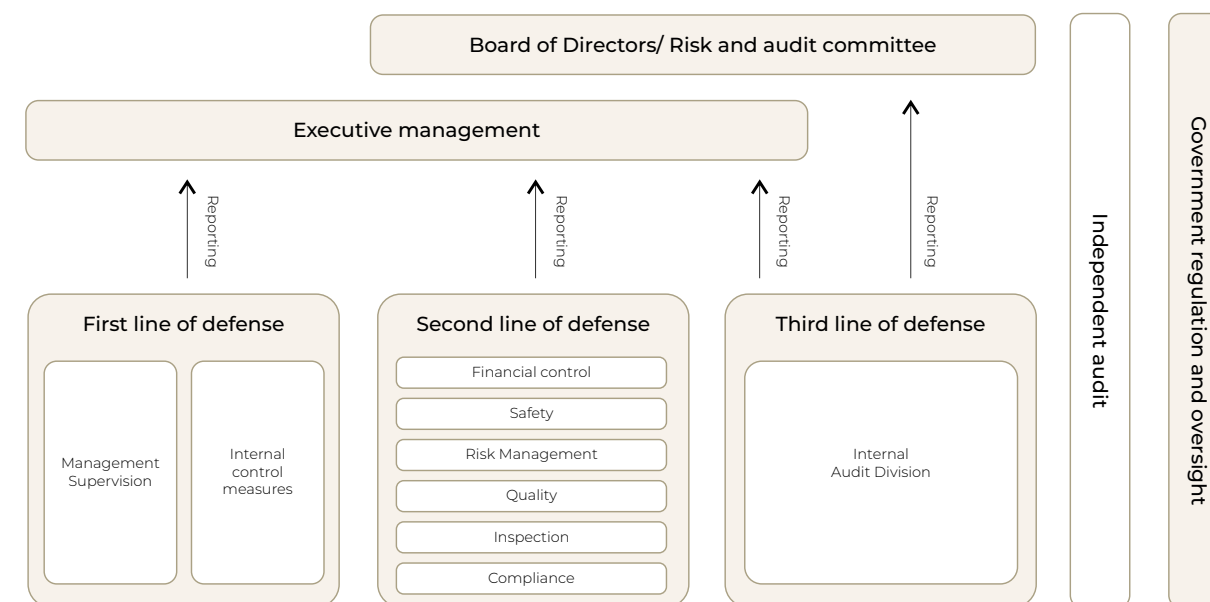 Board of Directors/ Risk and audit committee
Executive management
Reporting
Reporting
Reporting
Reporting
First line of defense
Management
Supervision
Internal
control
measures
Second line of defense
Financial control
Safety
Risk Management
Quality
Inspection
Compliance
Third line of defense
Internal
Audit Division
Independent audit
Government regulation and oversight